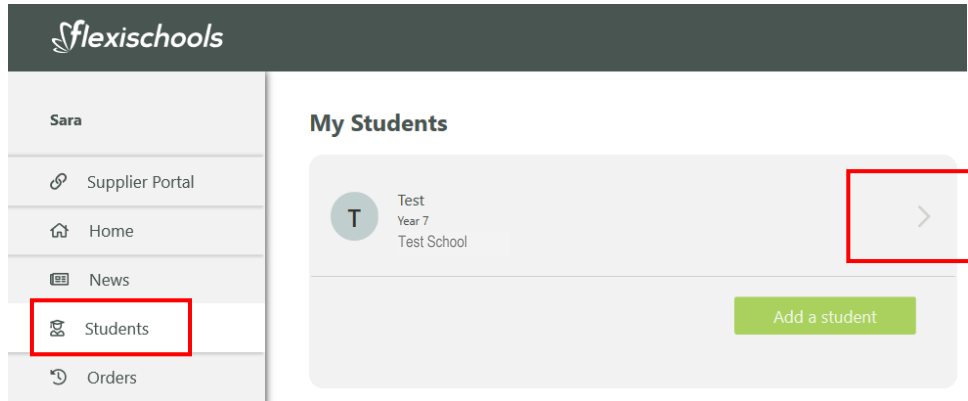 flexischools
Sara
Supplier Portal
Home
News
Students
Orders
My Students
T
Test
Year 7
Test School
Add a student